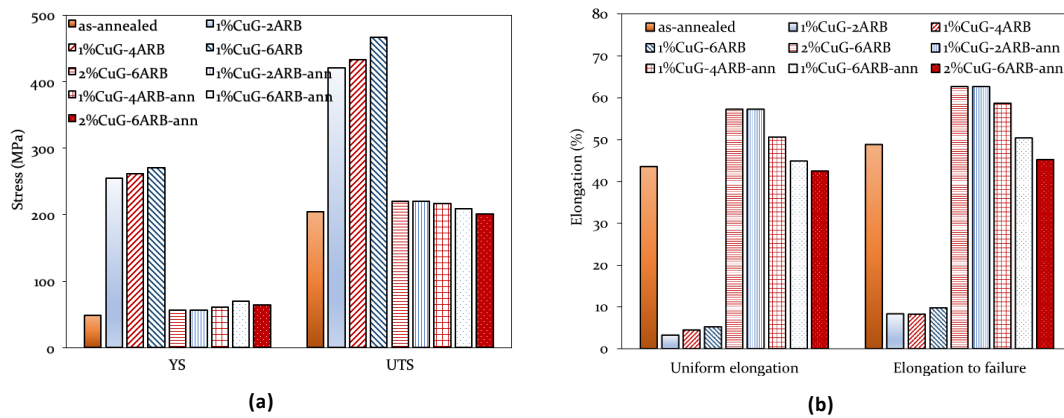 500
400
300
200
100
0
Stress (MPa)
as-annealed
1%CuG-2ARB
1%CuG-4ARB
1%CuG-6ARB
2%CuG-6ARB
1%CuG-2ARB-ann
1%CuG-4ARB-ann
1%CuG-6ARB-ann
2%CuG-6ARB-ann
YS
UTS
(a)
80
70
60
50
40
30
20
10
0
Elongation (%)
as-annealed
1%CuG-2ARB
1%CuG-4ARB
1%CuG-6ARB
2%CuG-6ARB
1%CuG-2ARB-ann
1%CuG-4ARB-ann
1%CuG-6ARB-ann
2%CuG-6ARB-ann
Uniform elongation
Elongation to failure
(b)